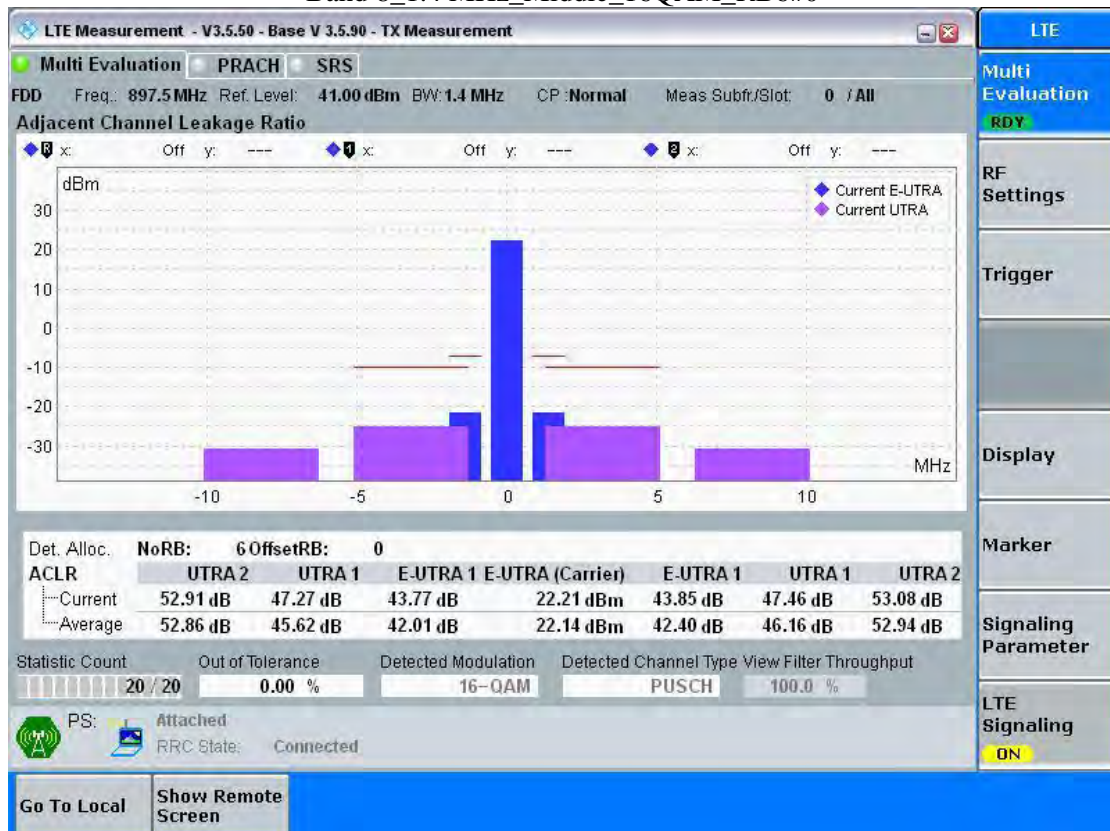 LTE Measurement - V3.5.50 - Base V 3.5.90 - TX Measurement
LTE
Multi Evaluation PRACH SRS
Multi
Evaluation
RDY
FDD Freq.: 897.5 MHz Ref. Level: 41.00 dBm BW: 1.4 MHz CP :Normal Meas Subfr./Slot: 0 / All
Adjacent Channel Leakage Ratio
R x: Off y: --- 1 x: Off y: --- 2 x: Off y: ---
dBm
Current E-UTRA
Current UTRA
30
20
10
0
-10
-20
-30
MHz
-10 -5 0 5 10
RF
Settings
Trigger
Display
Marker
Signaling
Parameter
LTE
Signaling
ON
Det. Alloc. NoRB: 6 OffsetRB: 0
ACLR UTRA 2 UTRA 1 E-UTRA 1 E-UTRA (Carrier) E-UTRA 1 UTRA 1 UTRA 2
Current 52.91 dB 47.27 dB 43.77 dB 22.21 dBm 43.85 dB 47.46 dB 53.08 dB
Average 52.86 dB 45.62 dB 42.01 dB 22.14 dBm 42.40 dB 46.16 dB 52.94 dB
Statistic Count Out of Tolerance Detected Modulation Detected Channel Type View Filter Throughput
20 / 20 0.00 % 16-QAM PUSCH 100.0 %
PS: Attached
RRC State: Connected
Go To Local
Show Remote
Screen